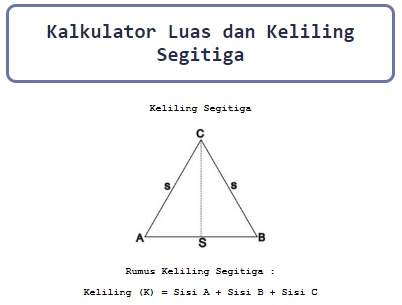 Kalkulator Luas dan Keliling
Segitiga
Keliling Segitiga
C
s s
A S B
Rumus Keliling Segitiga :
Keliling (K) = Sisi A + Sisi B + Sisi C